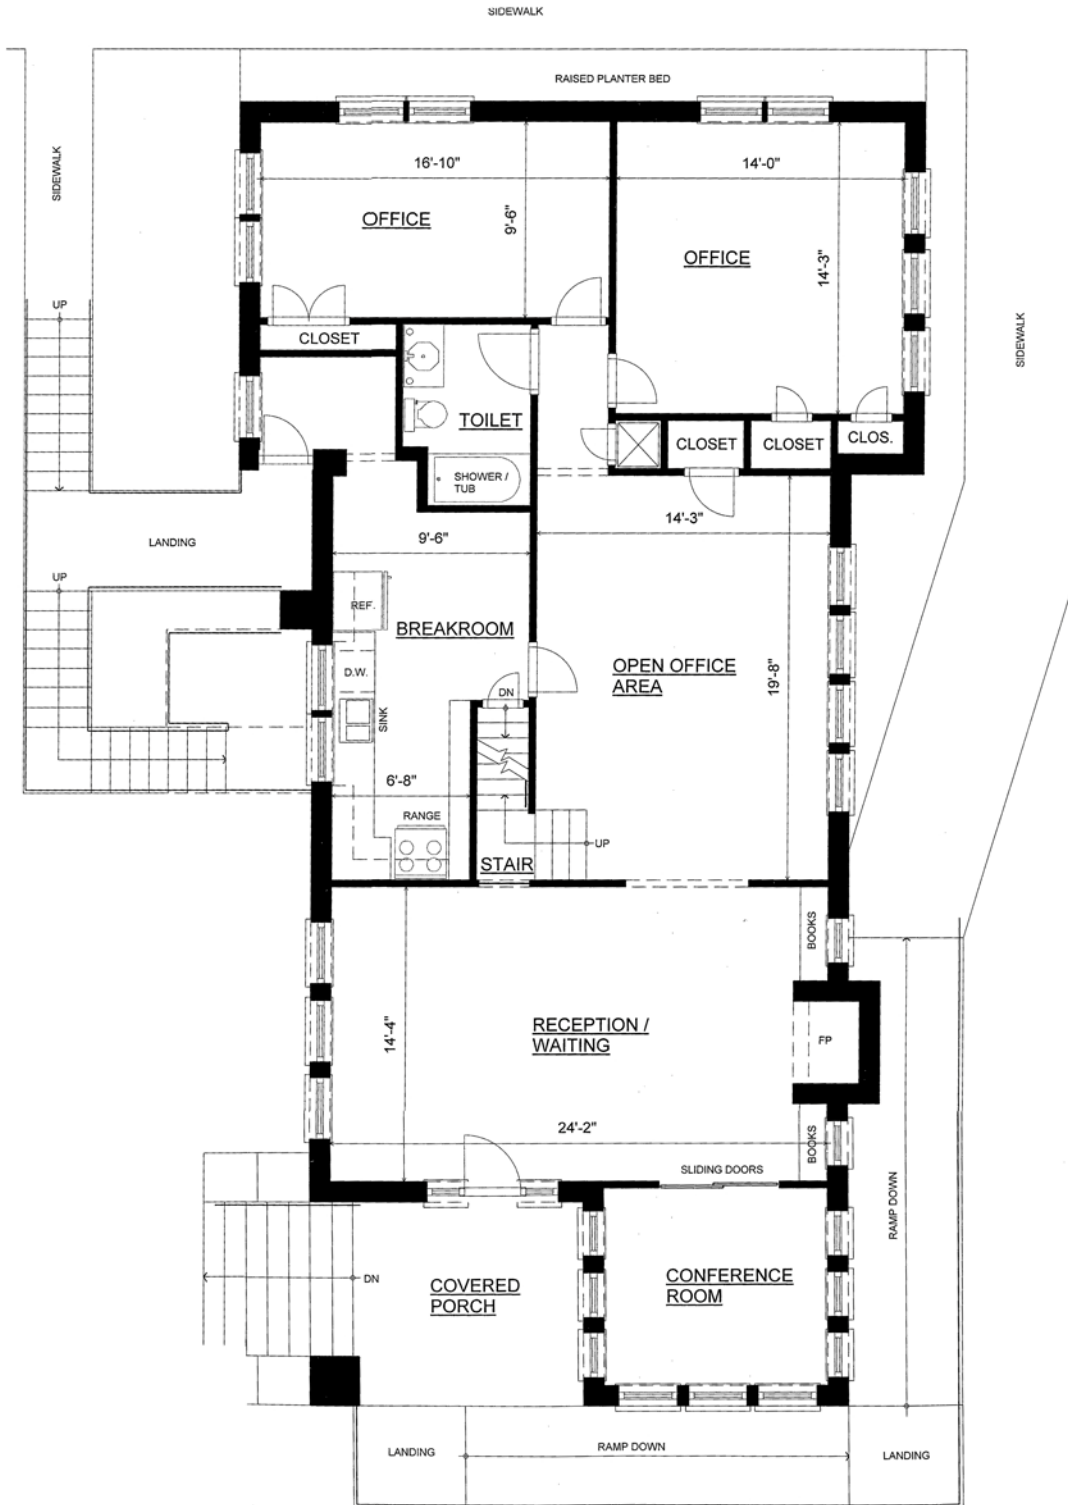 SIDEWALK
RAISED PLANTER BED
SIDEWALK
16'-10"
14'-0"
OFFICE
9'-6"
OFFICE
14'-3"
UP
CLOSET
SIDEWALK
TOILET
CLOSET
CLOSET
CLOS.
SHOWER /
TUB
14'-3"
LANDING
9'-6"
UP
REF.
BREAKROOM
D.W.
OPEN OFFICE
AREA
19'-8"
DN
SINK
6'-8"
RANGE
UP
STAIR
BOOKS
14'-4"
RECEPTION /
WAITING
FP
24'-2"
BOOKS
SLIDING DOORS
RAMP DOWN
DN
COVERED
PORCH
CONFERENCE
ROOM
LANDING
RAMP DOWN
LANDING